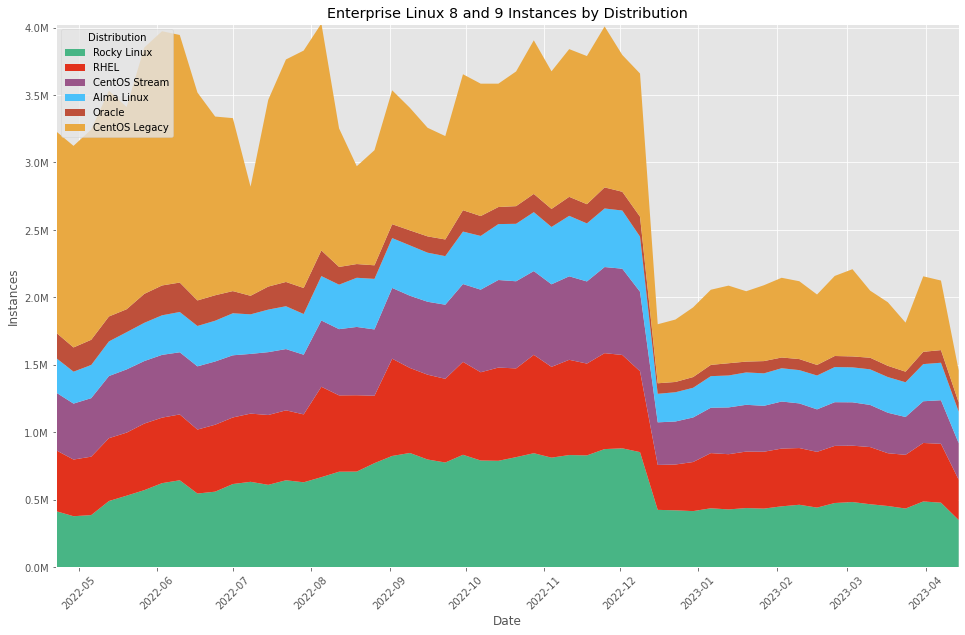 Enterprise Linux 8 and 9 Instances by Distribution
4.0M
3.5M
3.0M
2.5M
2.0M
1.5M
1.0M
0.5M
0.0M
Instances
Distribution
Rocky Linux
RHEL
CentOS Stream
Alma Linux
Oracle
CentOS Legacy
2022-05
2022-06
2022-07
2022-08
2022-09
2022-10
2022-11
2022-12
2023-01
2023-02
2023-03
2023-04
Date